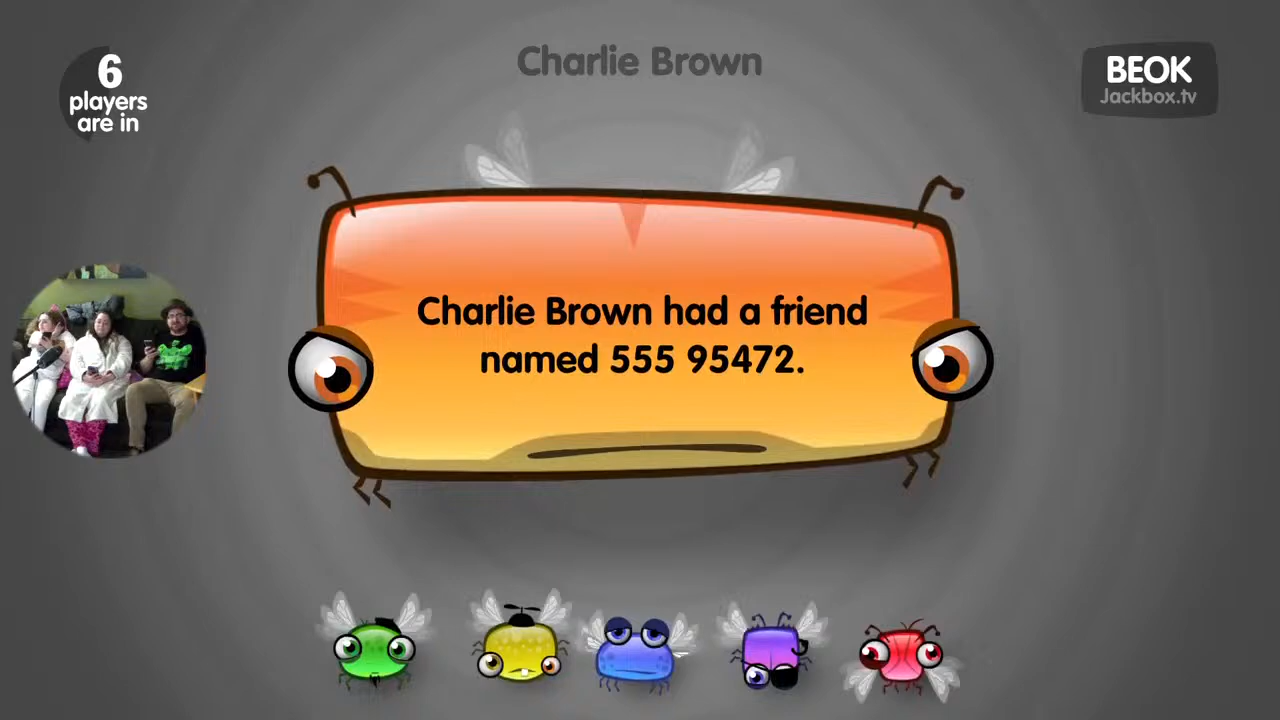 6
players
are in
Charlie Brown
BEOK
Jackbox.tv
Charlie Brown had a friend
named 555 95472.